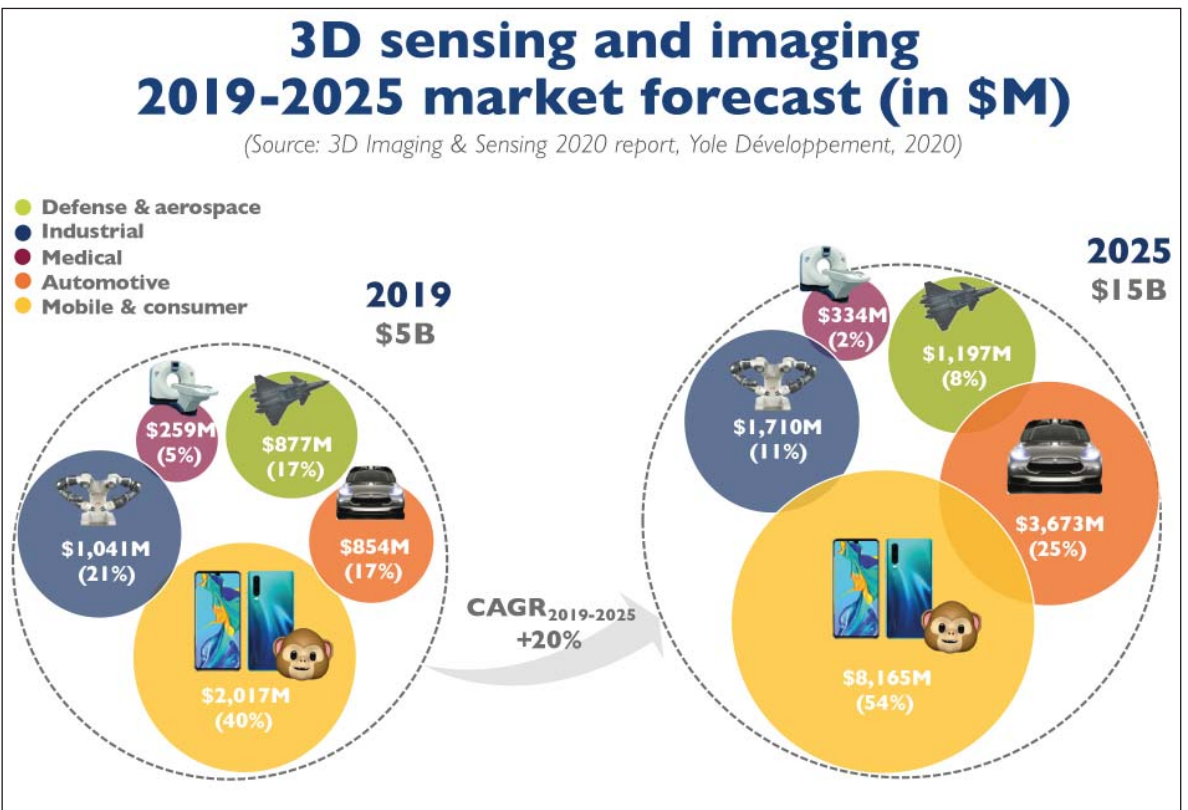 3D sensing and imaging
2019-2025 market forecast (in $M)
(Source: 3D Imaging & Sensing 2020 report, Yole Développement, 2020)
Defense & aerospace
Industrial
Medical
Automotive
Mobile & consumer
2019
$5B
$259M
(5%)
$877M
(17%)
$1,041M
(21%)
$854M
(17%)
$2,017M
(40%)
CAGR2019-2025
+20%
2025
$15B
$334M
(2%)
$1,197M
(8%)
$1,710M
(11%)
$3,673M
(25%)
$8,165M
(54%)